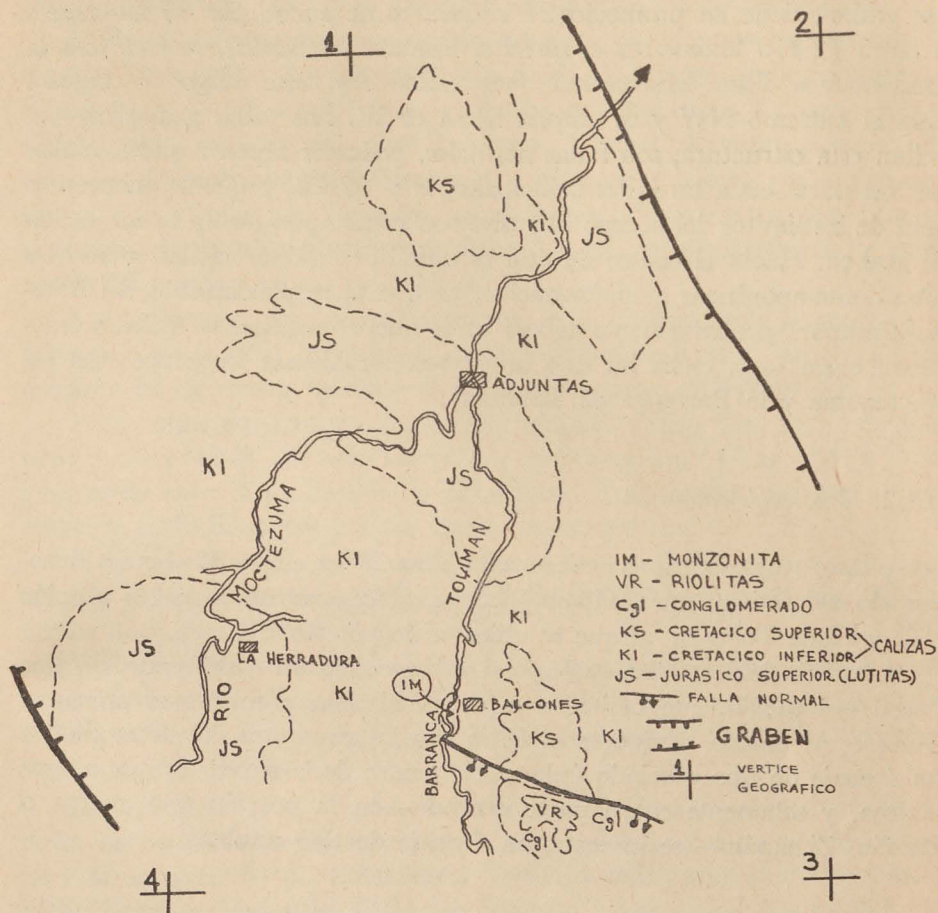 1
2
KS
KI
JS
KI
JS
KI
ADJUNTAS
KI
JS
RIO MOCTEZUMA
KI
TOLIMAN
IM - MONZONITA
VR - RIOLITAS
Cgl - CONGLOMERADO
KS - CRETACICO SUPERIOR
KI - CRETACICO INFERIOR
CALIZAS
JS - JURASICO SUPERIOR (LUTITAS)
FALLA NORMAL
GRABEN
1 VERTICE
GEOGRAFICO
KI
JS
LA HERRADURA
KI
IM
BALCONES
JS
BARRANCA
KS
KI
VR
Cgl
Cgl
4
3